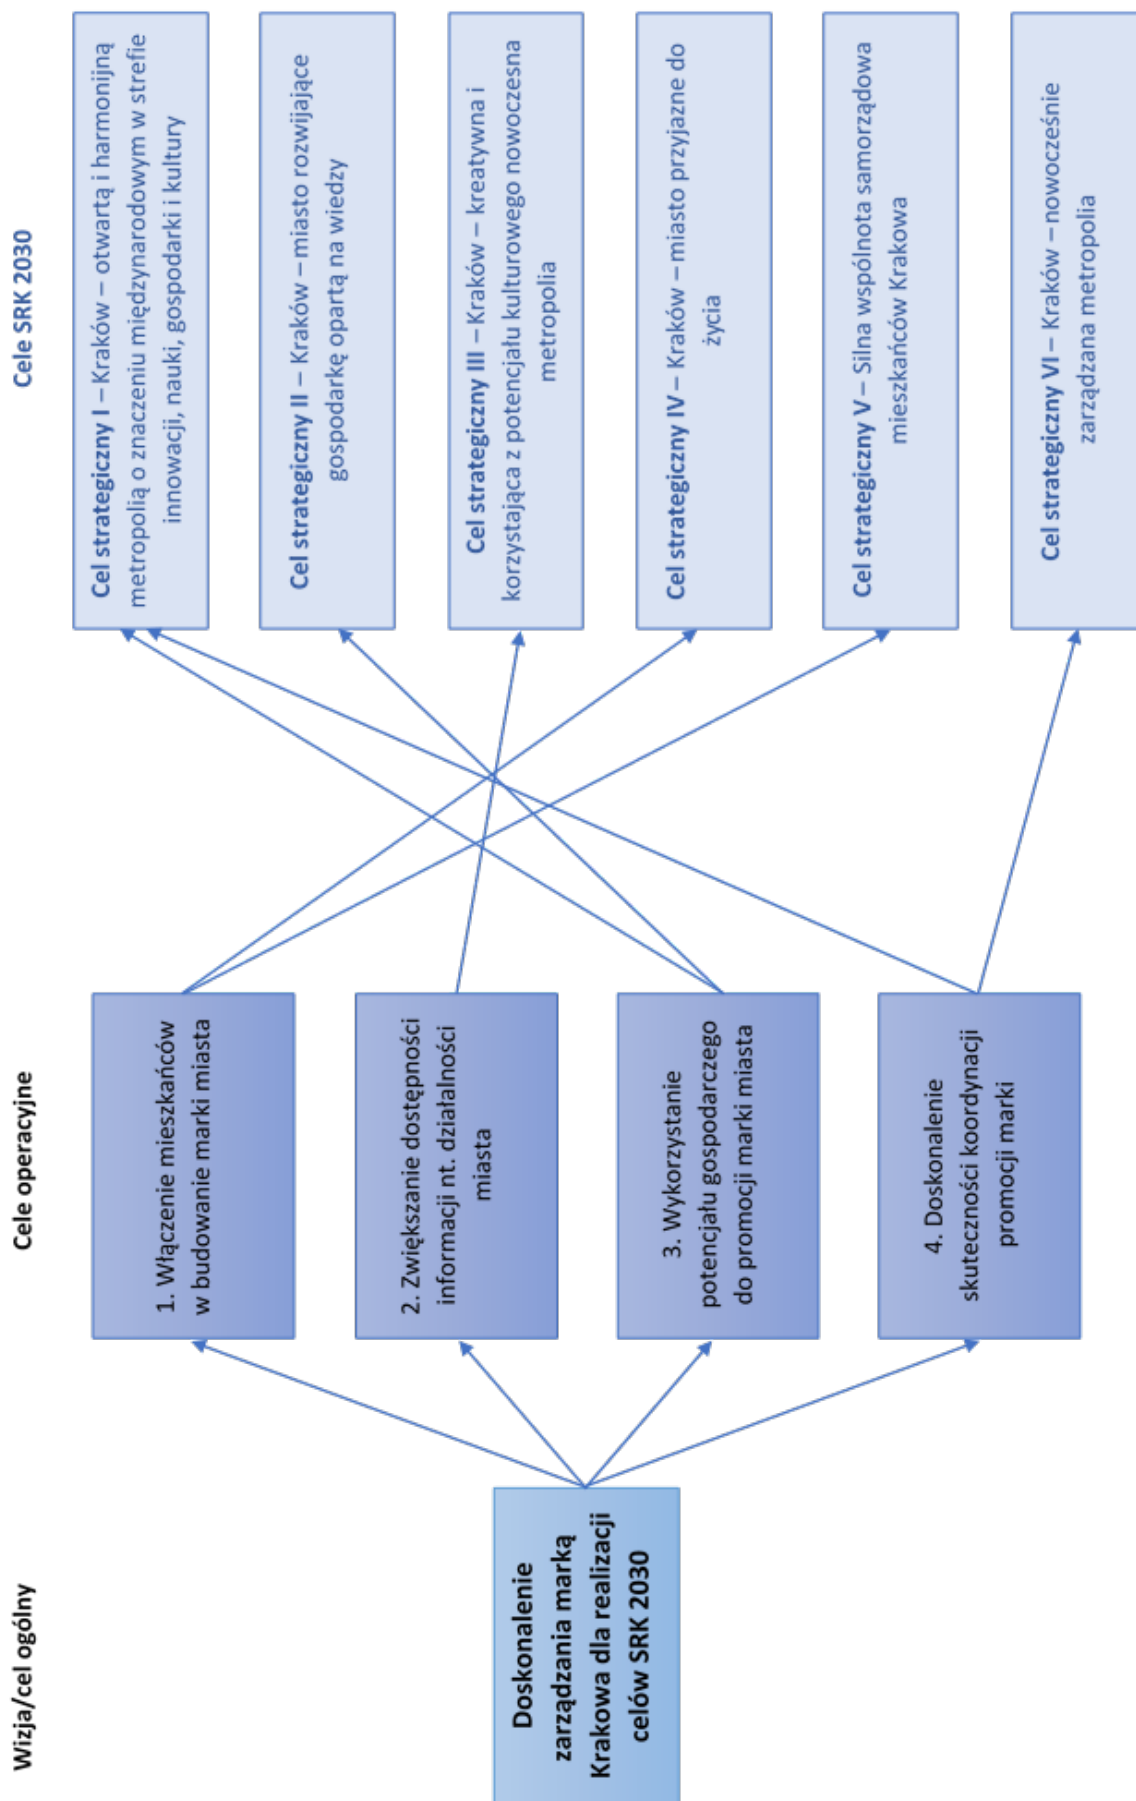 Wizja/cel ogólny
Cele operacyjne
Cele SRK 2030
Doskonalenie
zarządzania marką
Krakowa dla realizacji
celów SRK 2030
1. Włączenie mieszkańców
w budowanie marki miasta
2. Zwiększanie dostępności
informacji nt. działalności
miasta
3. Wykorzystanie
potencjału gospodarczego
do promocji marki miasta
4. Doskonalenie
skuteczności koordynacji
promocji marki
Cel strategiczny I – Kraków – otwartą i harmonijną
metropolią o znaczeniu międzynarodowym w strefie
innowacji, nauki, gospodarki i kultury
Cel strategiczny II – Kraków – miasto rozwijające
gospodarkę opartą na wiedzy
Cel strategiczny III – Kraków – kreatywna i
korzystająca z potencjału kulturowego nowoczesna
metropolia
Cel strategiczny IV – Kraków – miasto przyjazne do
życia
Cel strategiczny V – Silna wspólnota samorządowa
mieszkańców Krakowa
Cel strategiczny VI – Kraków – nowocześnie
zarządzana metropolia